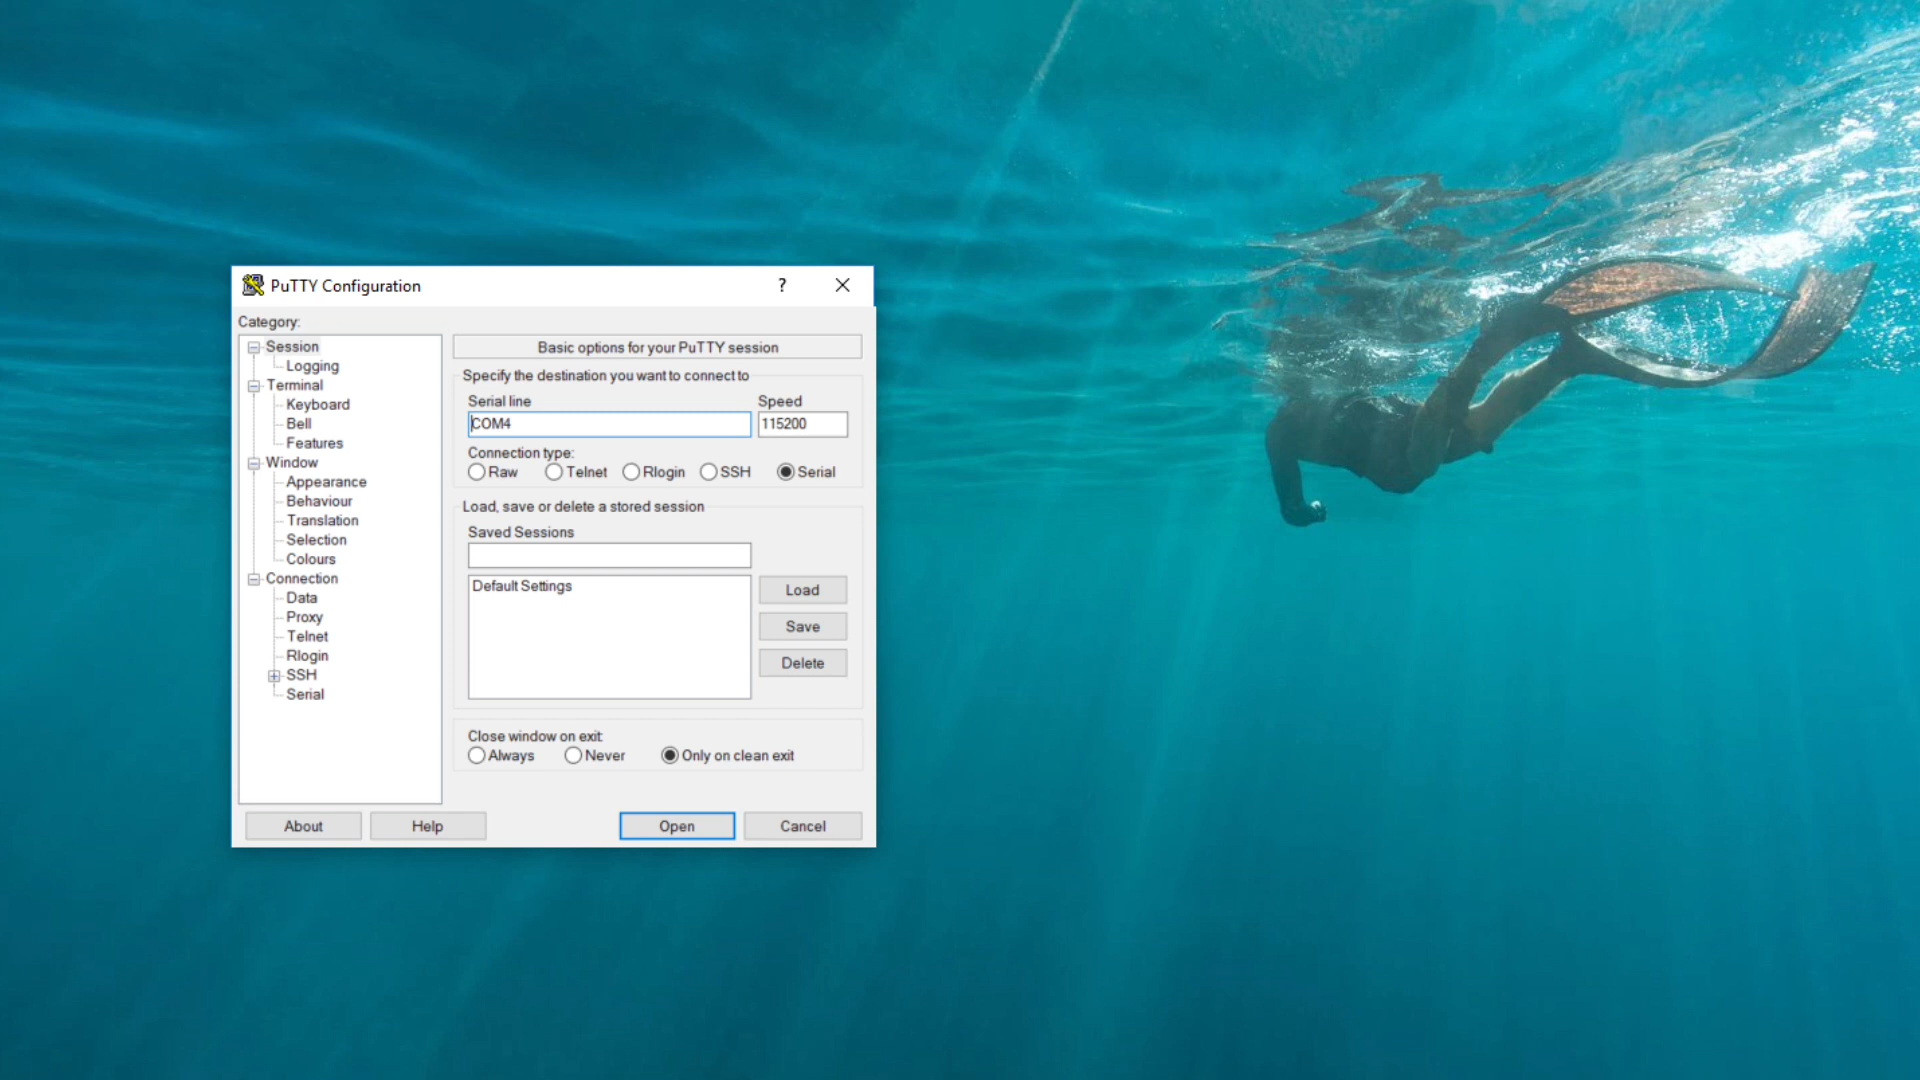 PuTTY Configuration ?
Category:
Session
Logging
Terminal
Keyboard
Bell
Features
Window
Appearance
Behaviour
Translation
Selection
Colours
Connection
Data
Proxy
Telnet
Rlogin
SSH
Serial
Basic options for your PuTTY session
Specify the destination you want to connect to
Serial line Speed
COM4 115200
Connection type:
Raw Telnet Rlogin SSH Serial
Load, save or delete a stored session
Saved Sessions
Default Settings
Load
Save
Delete
Close window on exit:
Always Never Only on clean exit
About Help Open Cancel